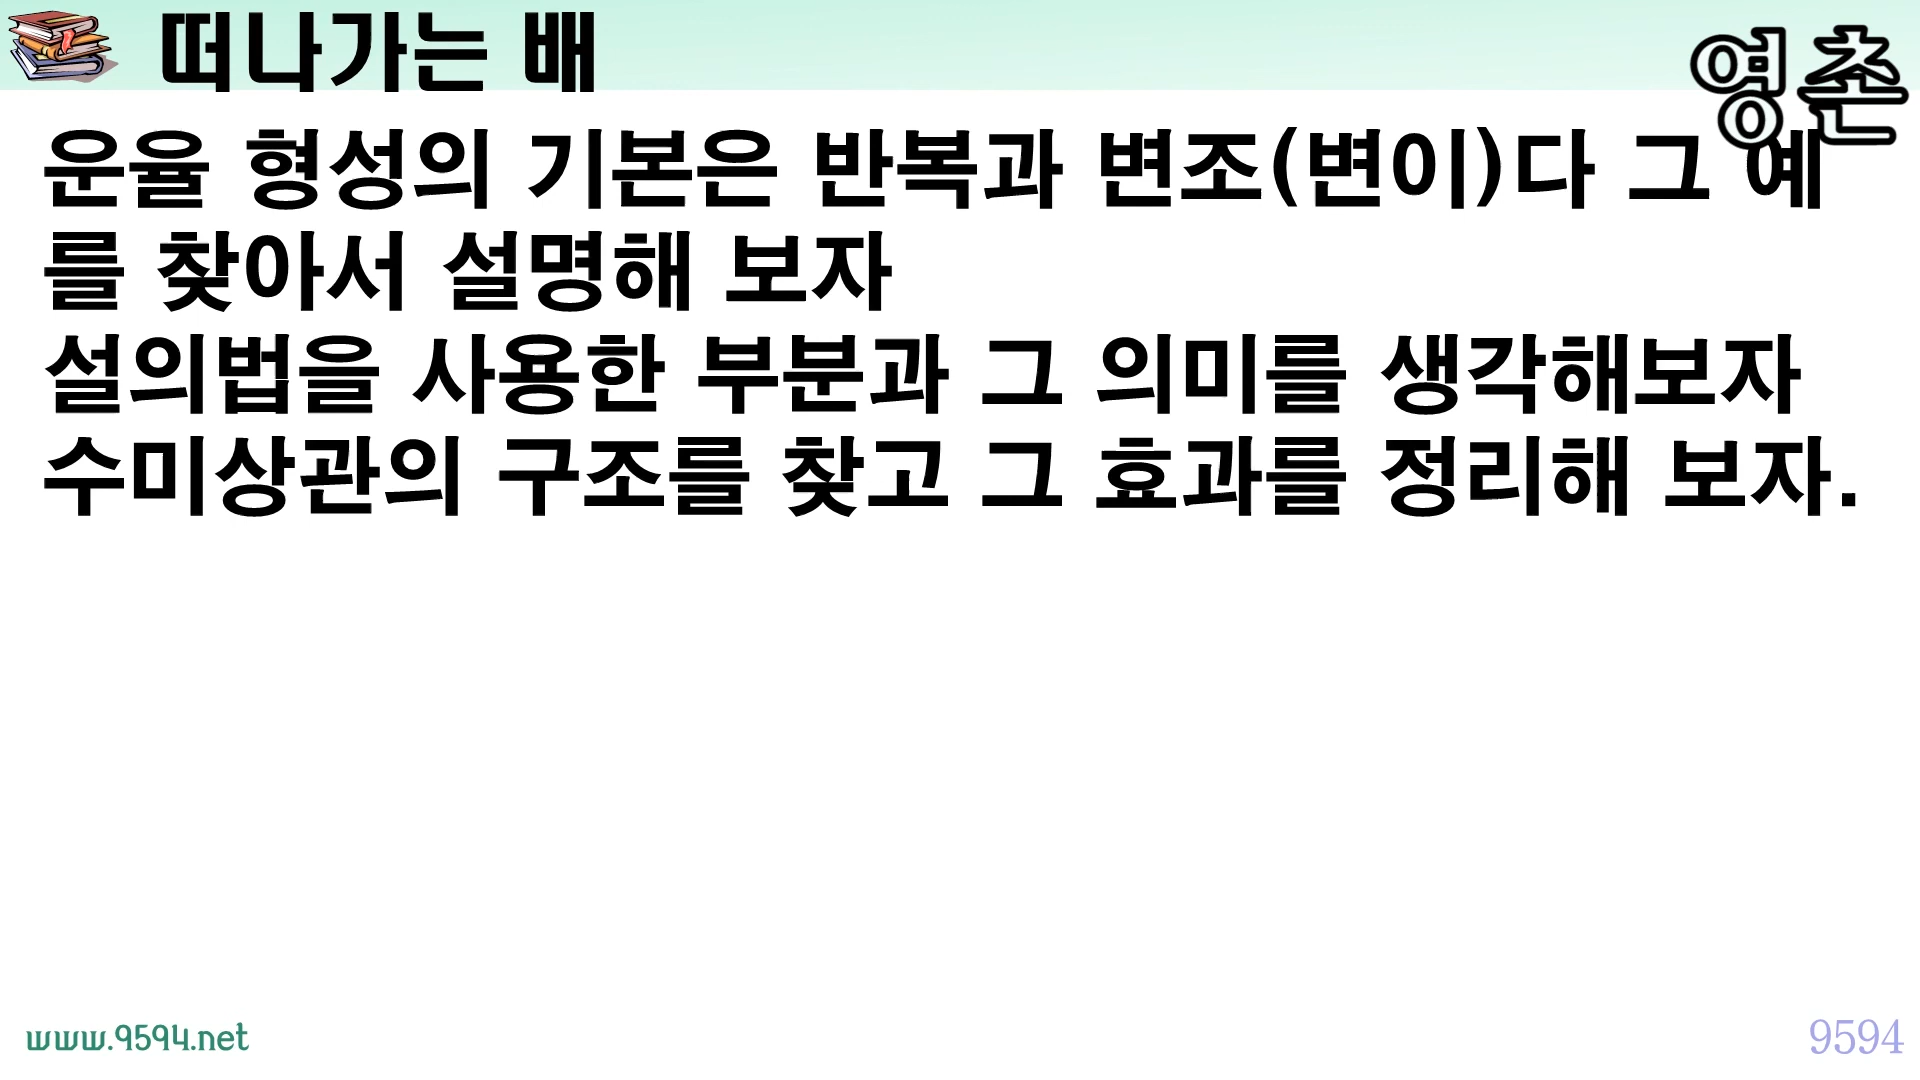 떠나가는 배
영촌
운율 형성의 기본은 반복과 변조(변이)다 그 예
를 찾아서 설명해 보자
설의법을 사용한 부분과 그 의미를 생각해보자
수미상관의 구조를 찾고 그 효과를 정리해 보자.
www.9594.net
9594